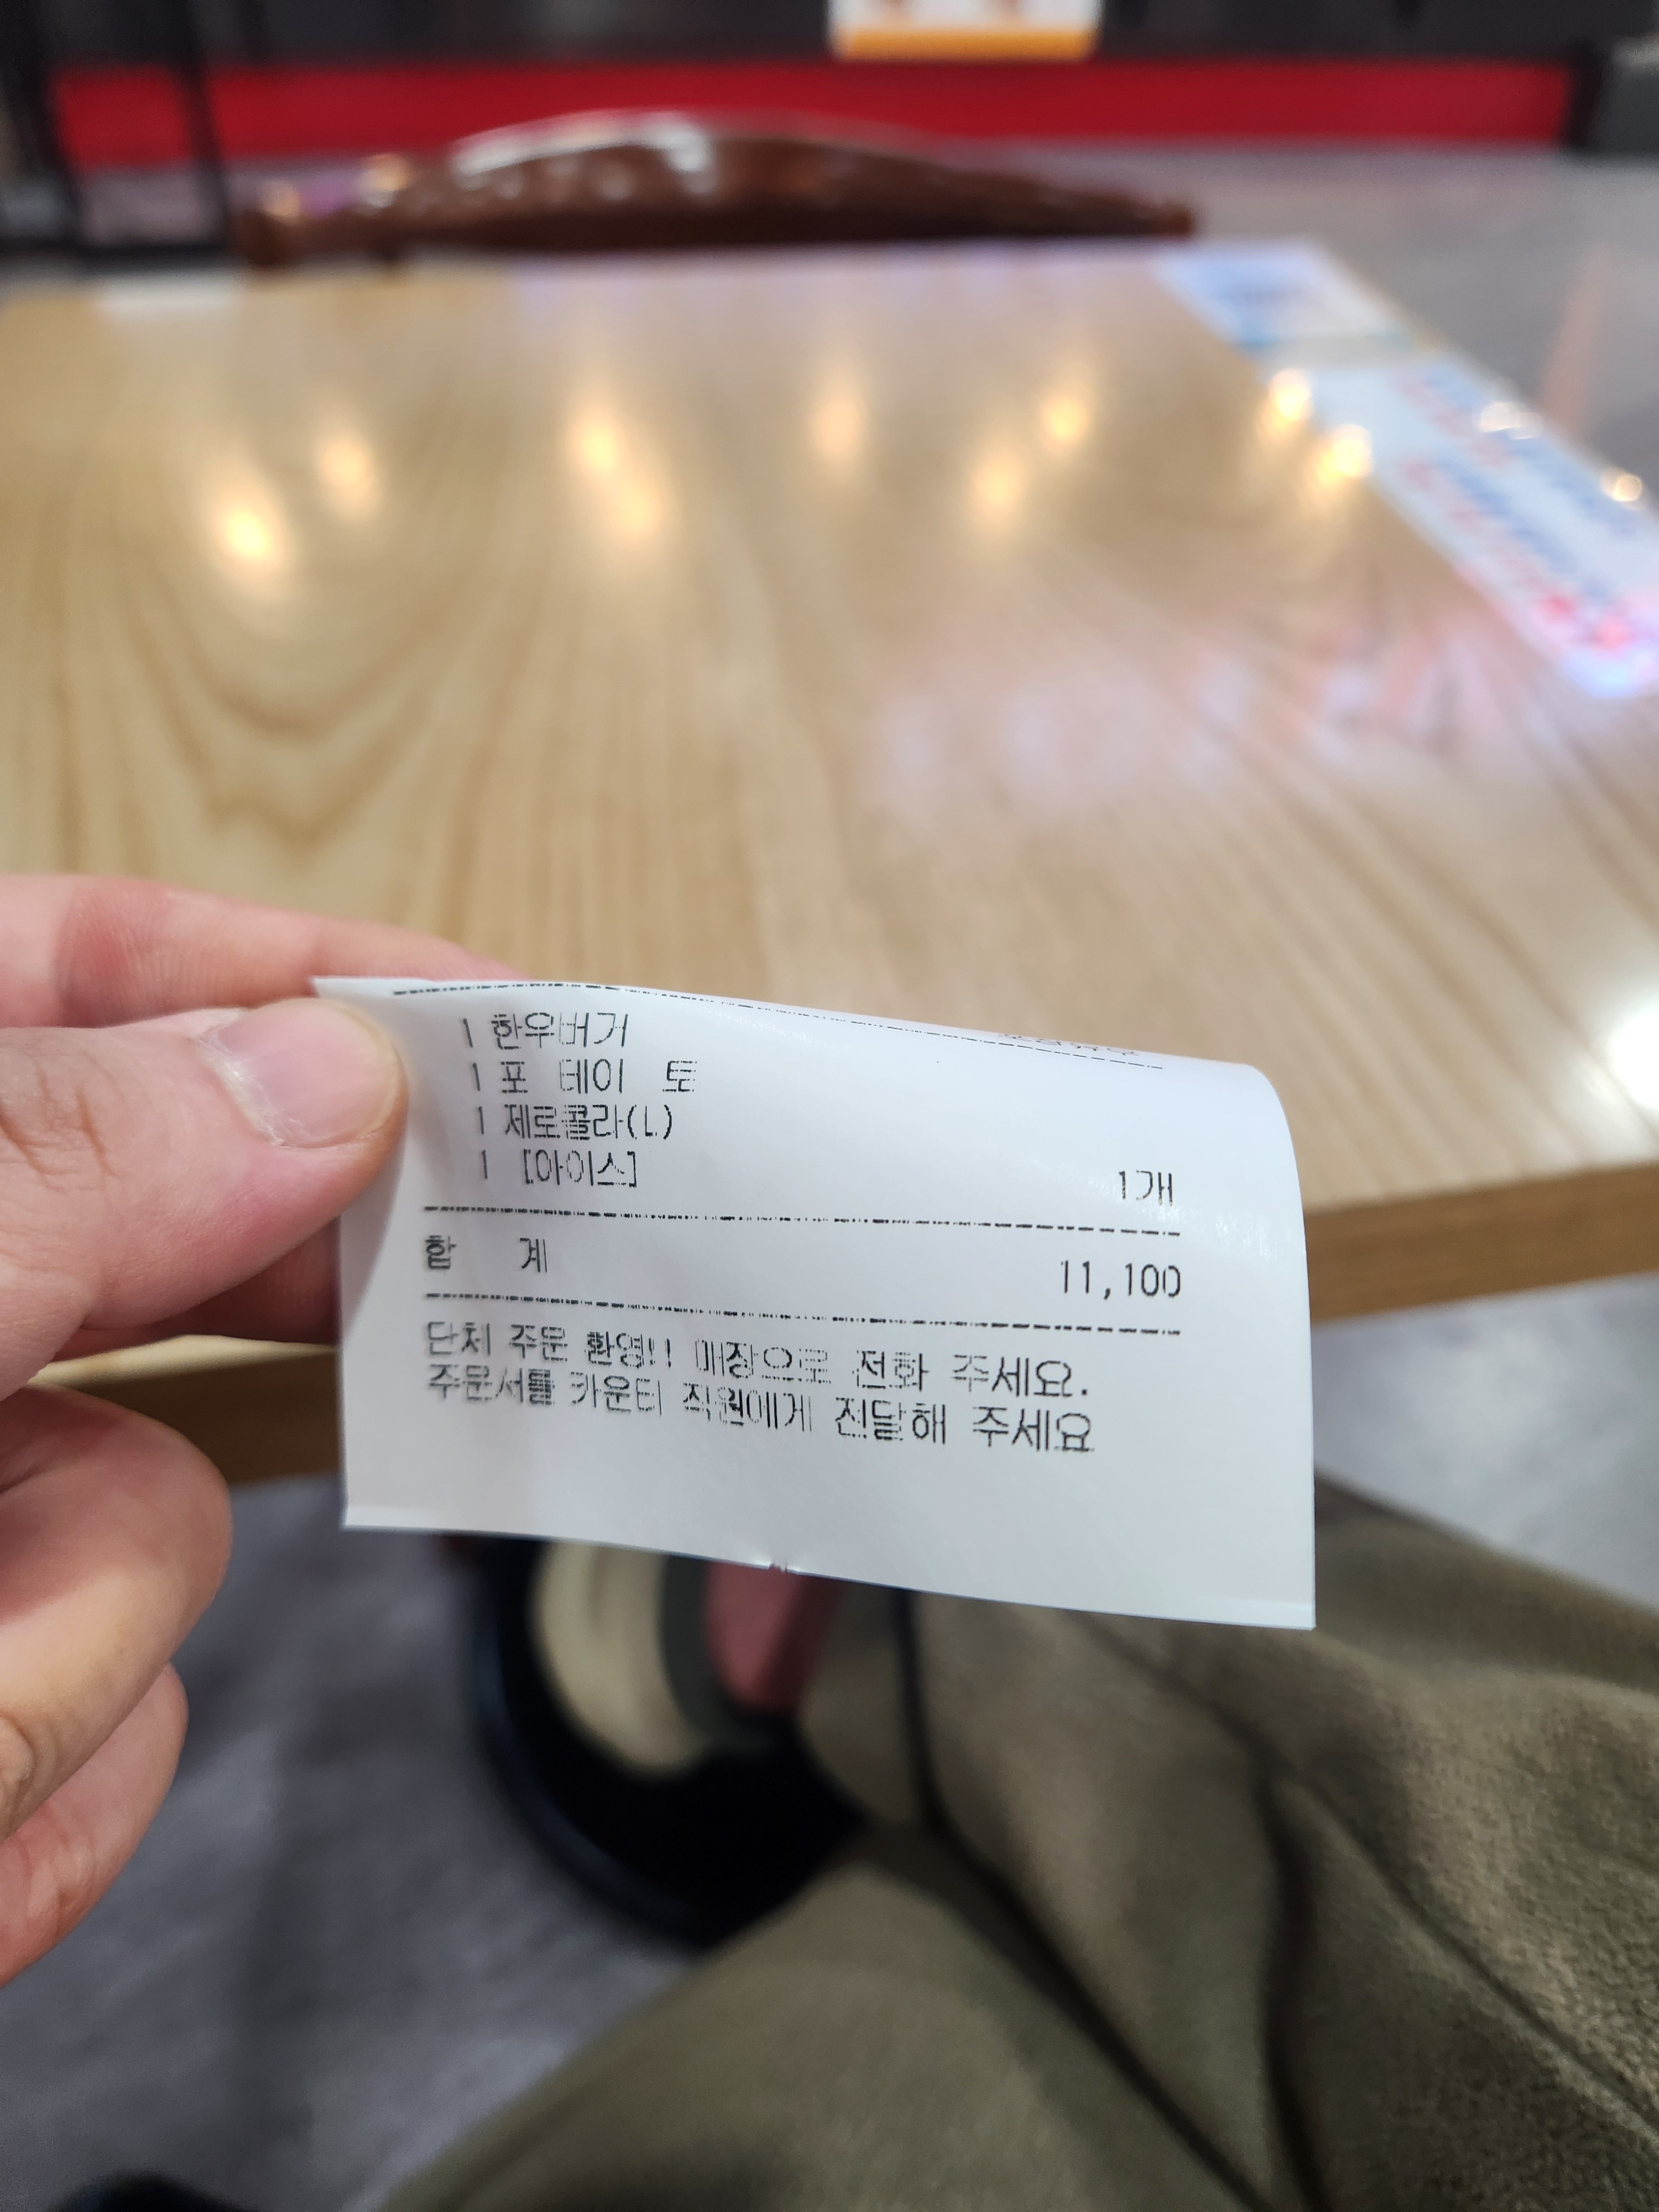 1 한우버거
1 포 테이 토
1 제로콜라(L)
1 [아이스] 1개
합 계 11,100
단체 주문 환영!! 매장으로 전화 주세요.
주문서를 카운터 직원에게 전달해 주세요